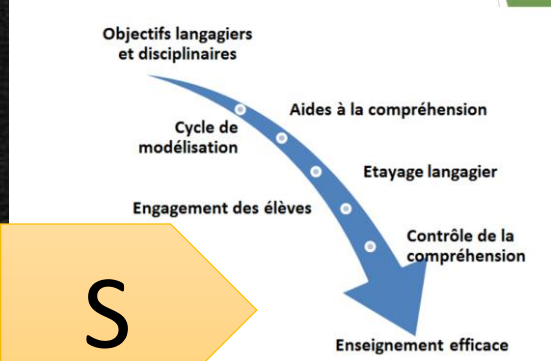 Objectifs langagiers
et disciplinaires
Aides à la compréhension
Cycle de
modélisation
Etayage langagier
Engagement des élèves
Contrôle de la
compréhension
S
Enseignement efficace